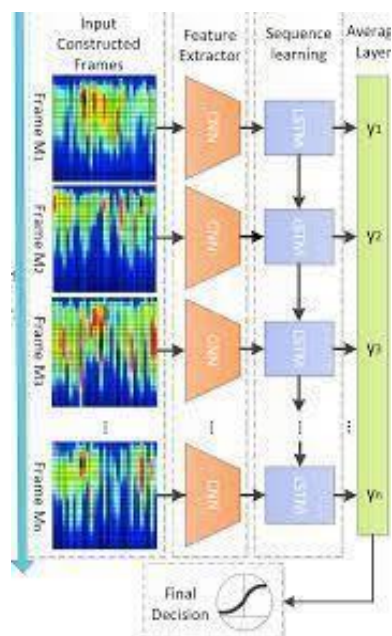 Input
Constructed
Frames
Feature
Extractor
Sequence
learning
Average
Layer
Frame M1
CNN
LSTM
y1
Frame M2
CNN
LSTM
y2
Frame M3
CNN
LSTM
y3
...
...
...
...
Frame Mn
CNN
LSTM
yn
Final
Decision